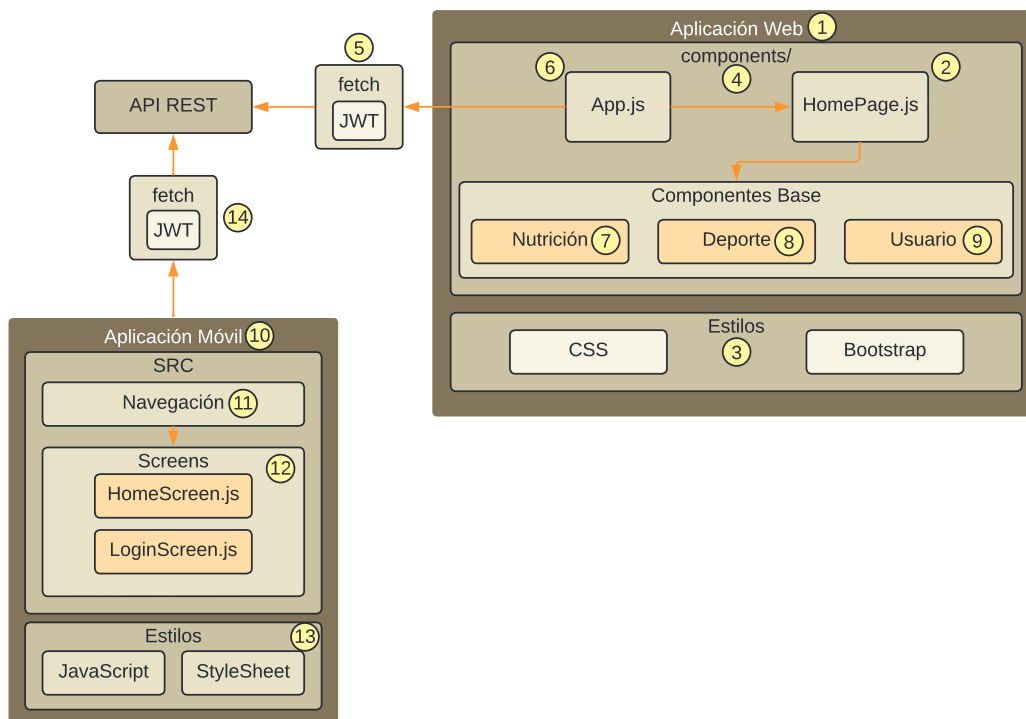 Aplicación Web 1
components/
5
6
4
2
fetch
JWT
API REST
App.js
HomePage.js
Componentes Base
Nutrición 7
Deporte 8
Usuario 9
fetch
JWT
14
Estilos
3
CSS
Bootstrap
Aplicación Móvil 10
SRC
Navegación 11
Screens
12
HomeScreen.js
LoginScreen.js
Estilos
13
JavaScript
StyleSheet